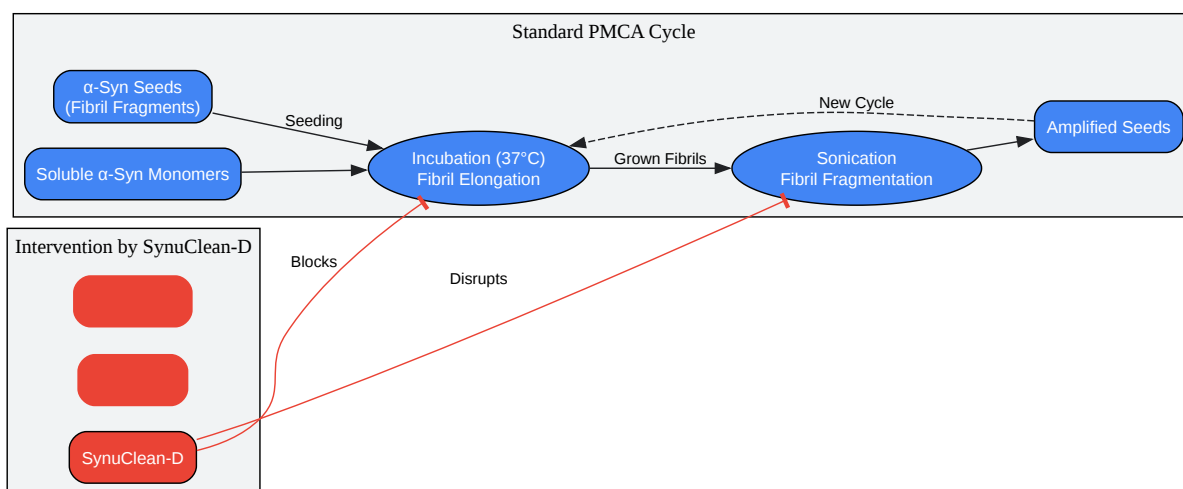 Standard PMCA Cycle
α-Syn Seeds
(Fibril Fragments)
Seeding
New Cycle
Amplified Seeds
Soluble α-Syn Monomers
Incubation (37°C)
Fibril Elongation
Grown Fibrils
Sonication
Fibril Fragmentation
Intervention by SynuClean-D
Blocks
Disrupts
SynuClean-D